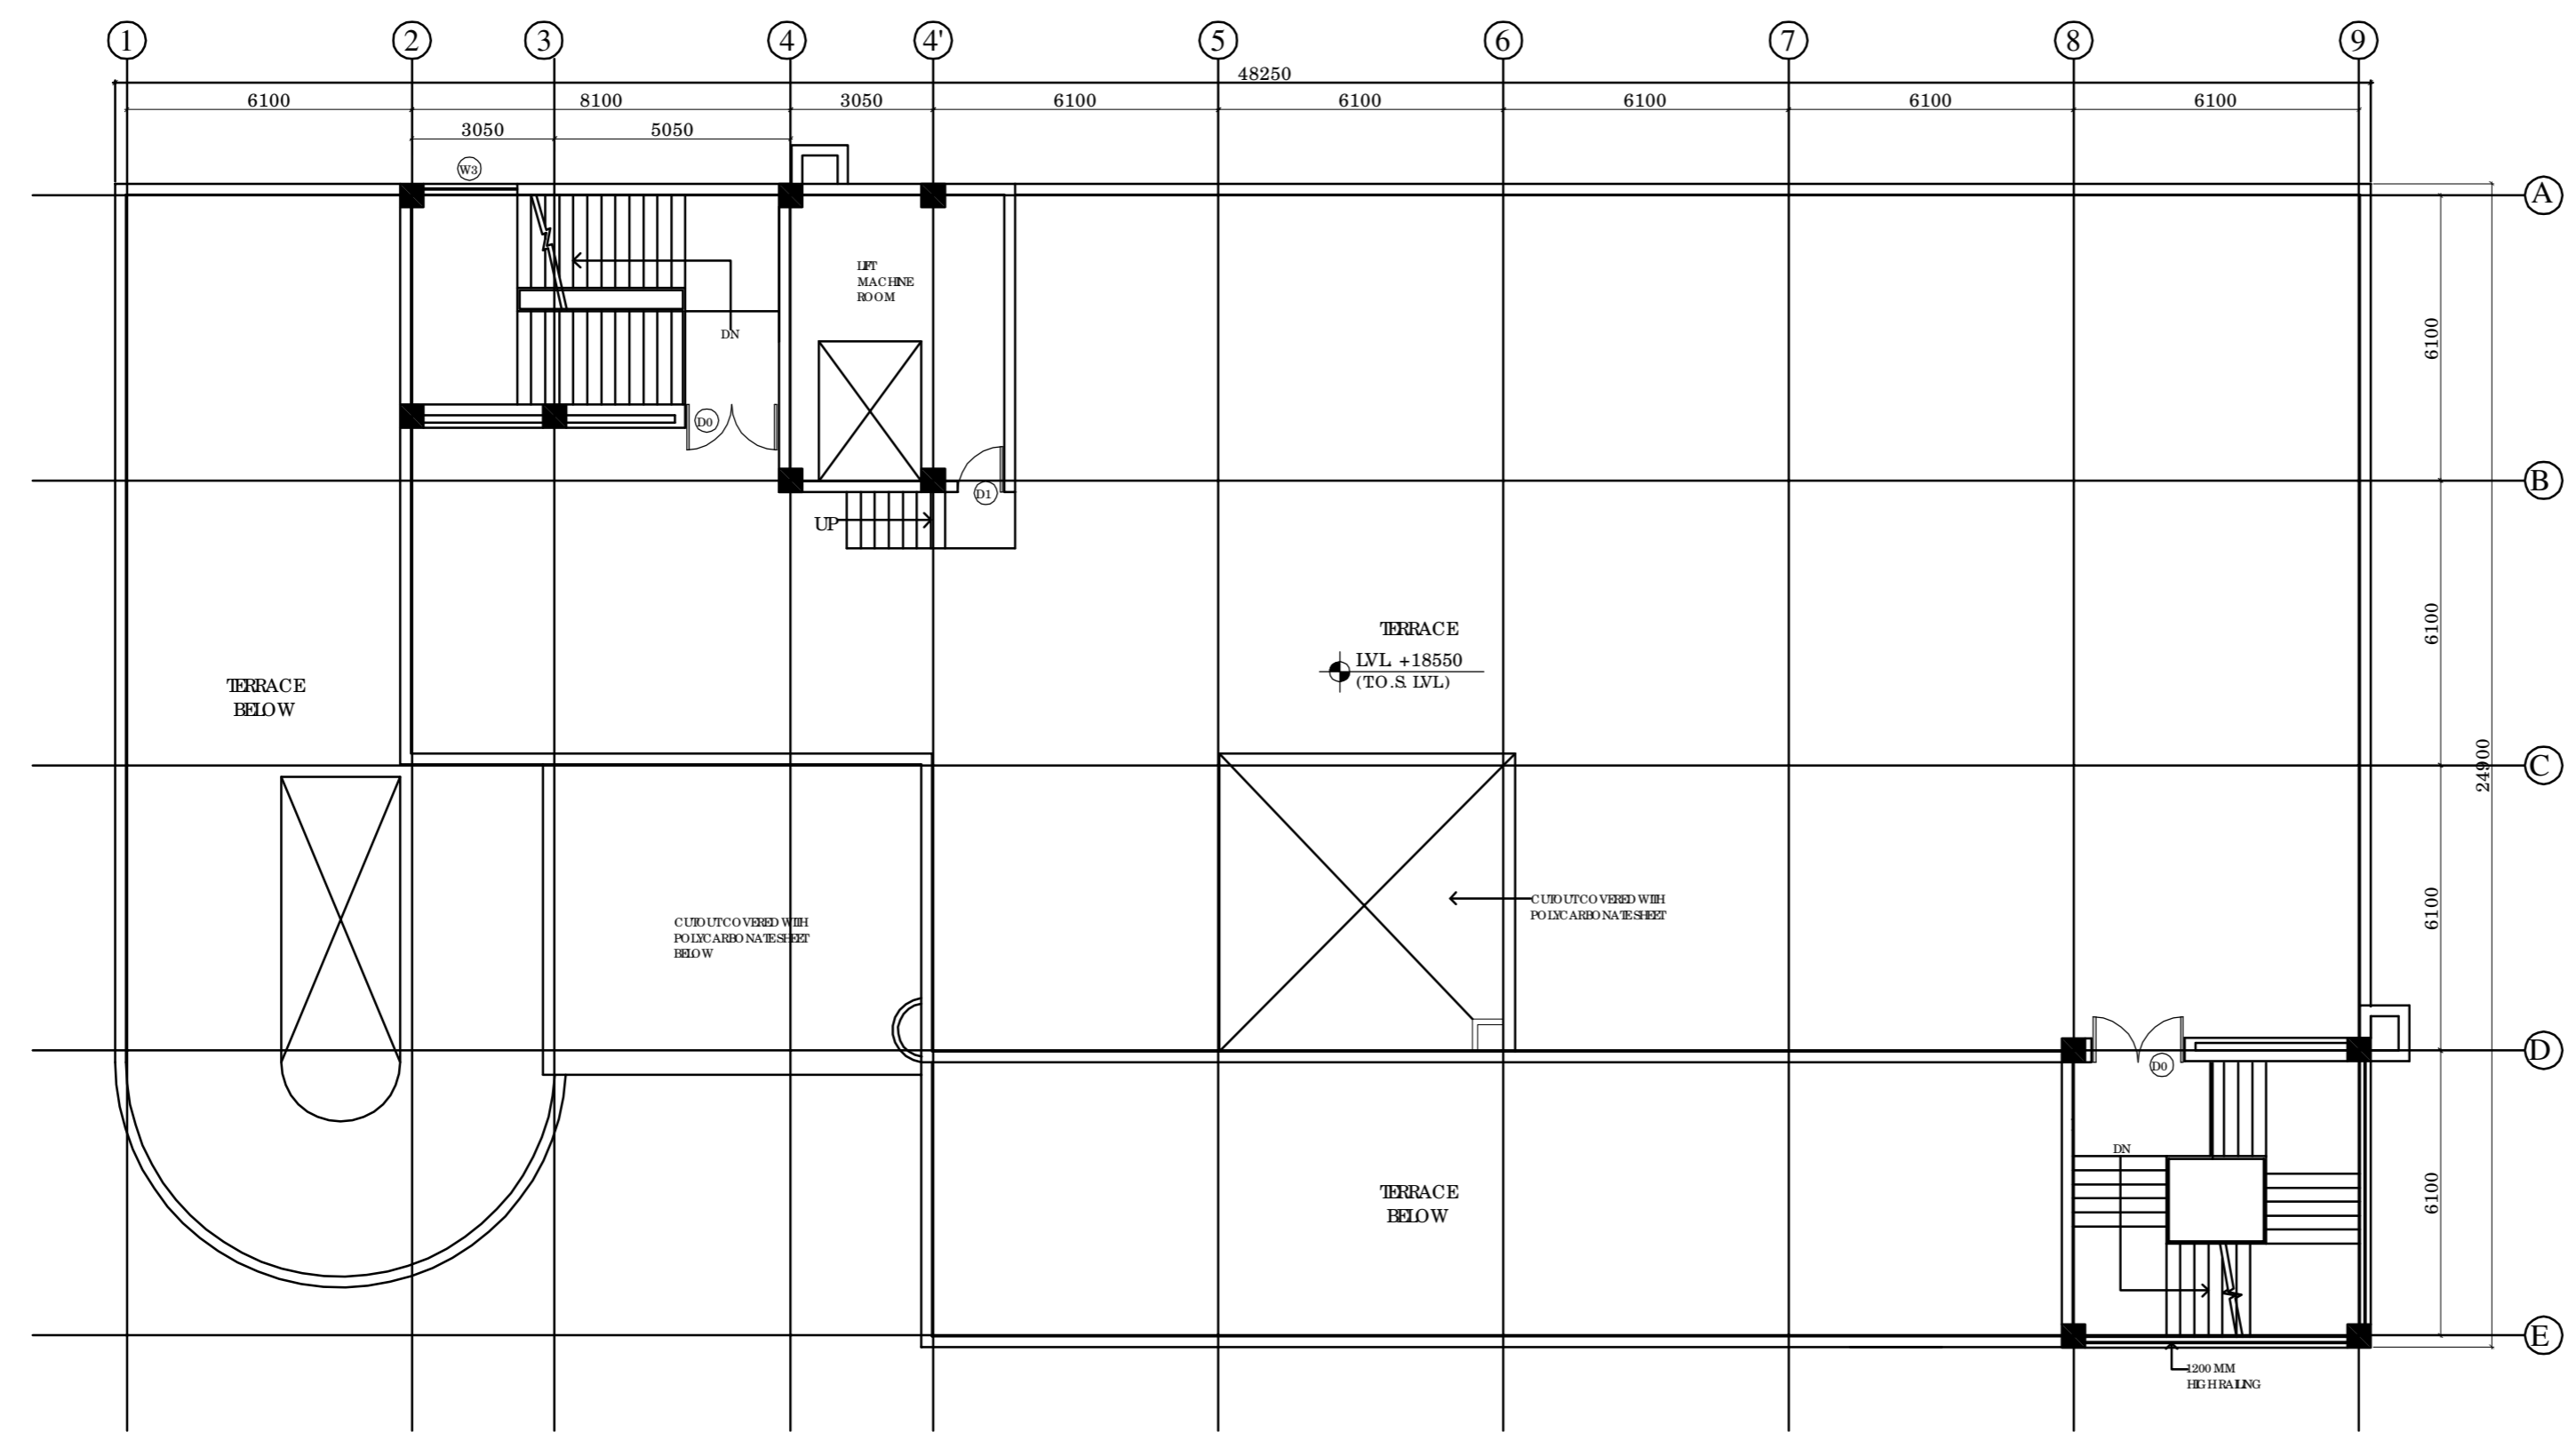 1 2 3 4 4' 5 6 7 8 9
48250
6100 8100 3050 6100 6100 6100 6100 6100
3050 5050
W3
A
LIFT
MACHINE
ROOM
DN
6100
D0
B
D1
UP
6100
TERRACE
LVL +18550
(T.O.S. LVL)
TERRACE
BELOW
24900
C
CUTOUT COVERED WITH
POLYCARBONATE SHEET
BELOW
CUTOUT COVERED WITH
POLYCARBONATE SHEET
6100
D
D0
DN
TERRACE
BELOW
6100
E
1200 MM
HIGH RAILING